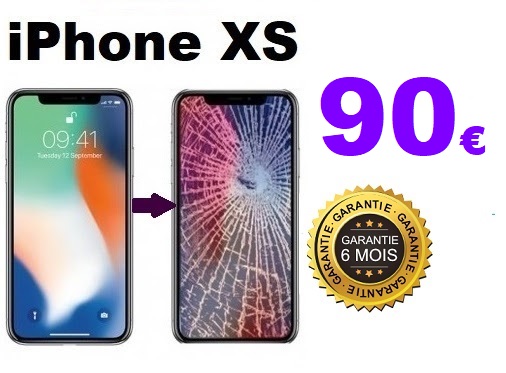 iPhone XS
90€
09:41
Tuesday 12 September
GARANTIE · GARANTIE · GARANTIE · GARANTIE
GARANTIE
6 MOIS